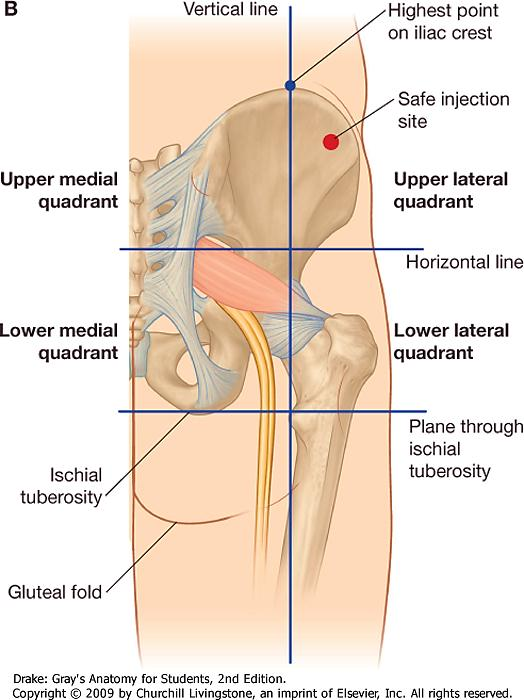 B
Vertical line
Highest point
on iliac crest
Safe injection
site
Upper medial
quadrant
Upper lateral
quadrant
Horizontal line
Lower medial
quadrant
Lower lateral
quadrant
Plane through
ischial
tuberosity
Ischial
tuberosity
Gluteal fold
Drake: Gray's Anatomy for Students, 2nd Edition.
Copyright © 2009 by Churchill Livingstone, an imprint of Elsevier, Inc. All rights reserved.